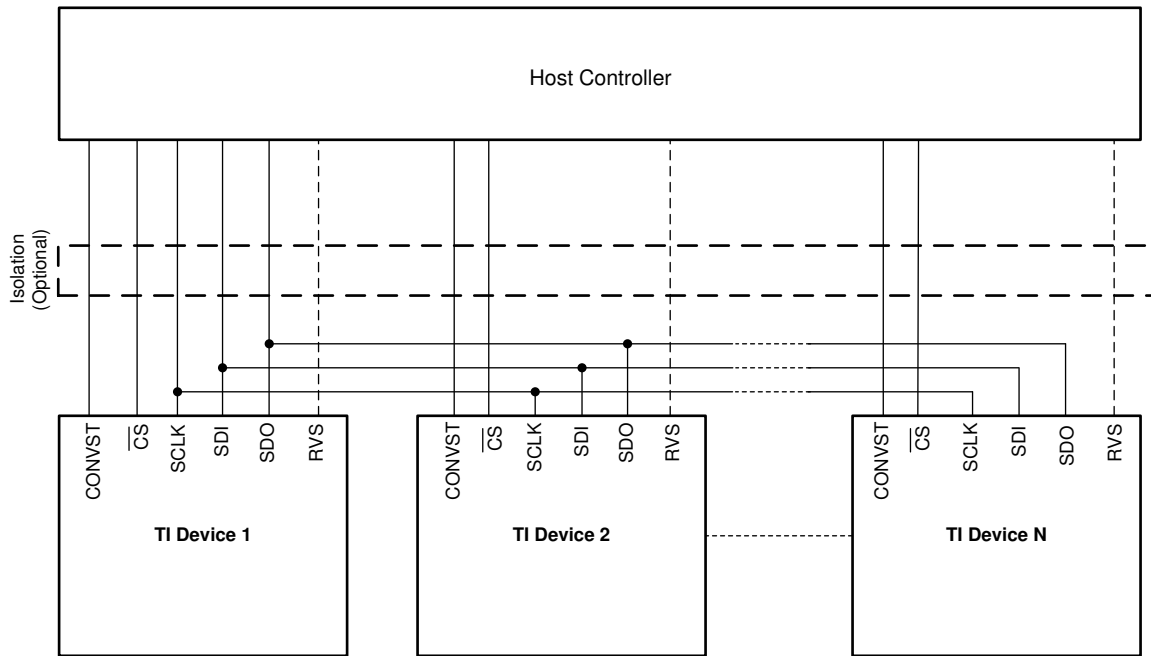 Host Controller
Isolation
(Optional)
CONVST
CS
SCLK
SDI
SDO
RVS
CONVST
CS
SCLK
SDI
SDO
RVS
CONVST
CS
SCLK
SDI
SDO
RVS
TI Device 1
TI Device 2
TI Device N